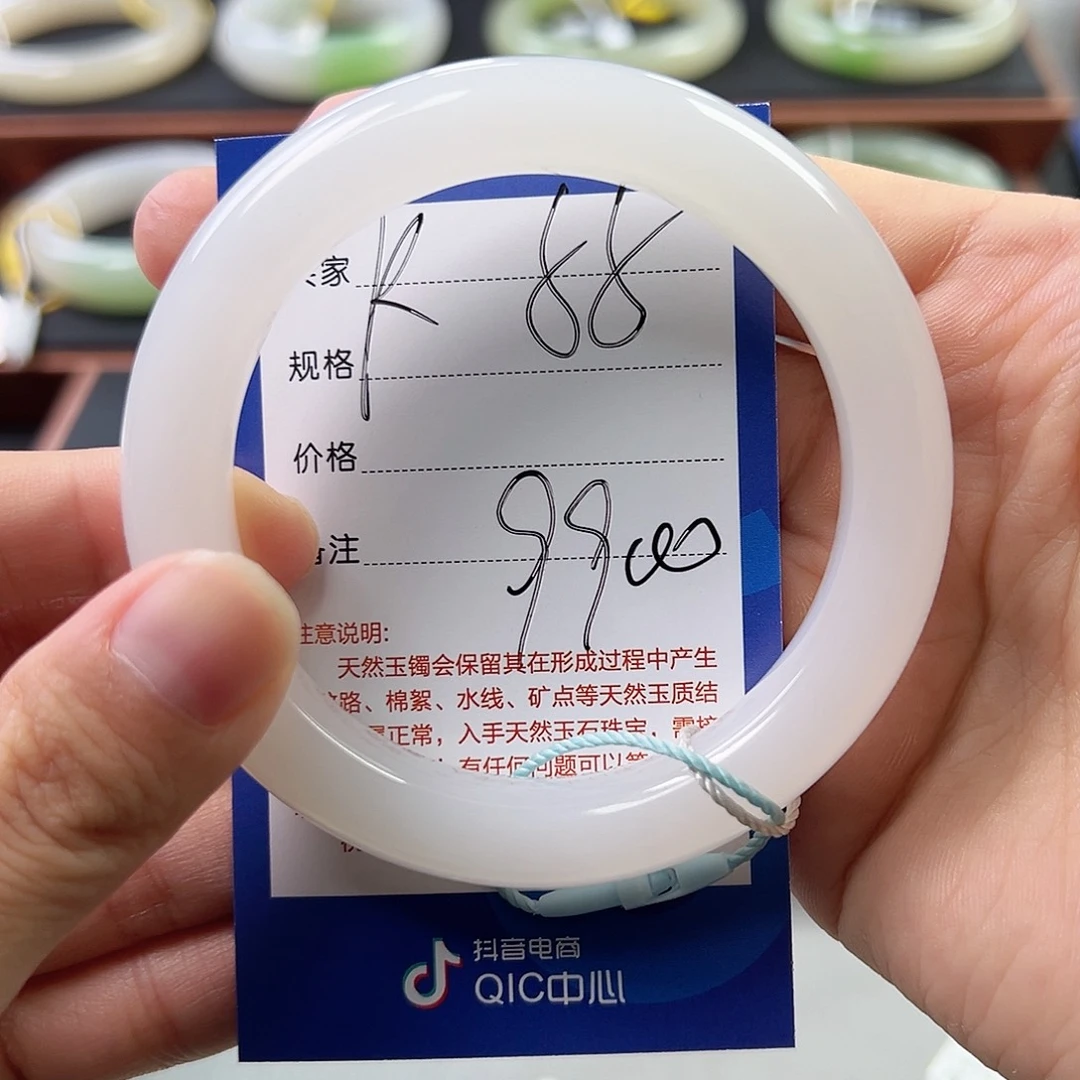 家 R 88
规格
价格
注 9900
注意说明:
天然玉镯会保留其在形成过程中产生
路、棉絮、水线、矿点等天然玉质结
正常，入手天然玉石珠宝，需
有任何问题可以
抖音电商
QIC中心